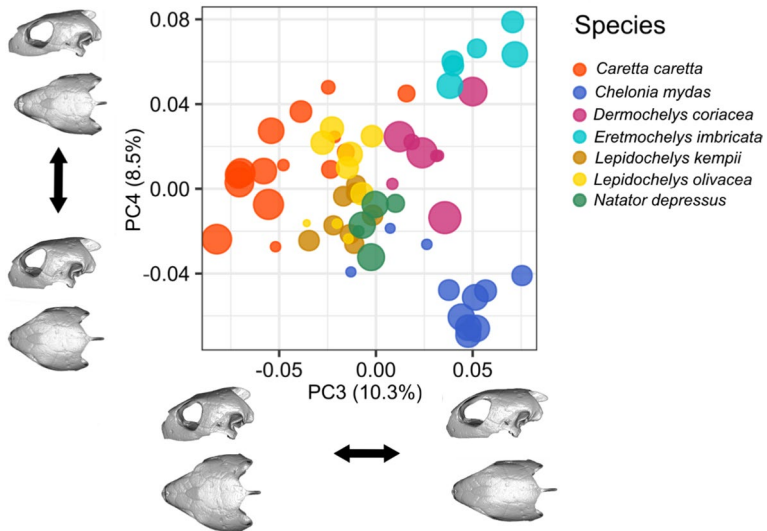 0.08
0.04
0.00
-0.04
PC4 (8.5%)
-0.05
0.00
0.05
PC3 (10.3%)
Species
Caretta caretta
Chelonia mydas
Dermochelys coriacea
Eretmochelys imbricata
Lepidochelys kempii
Lepidochelys olivacea
Natator depressus